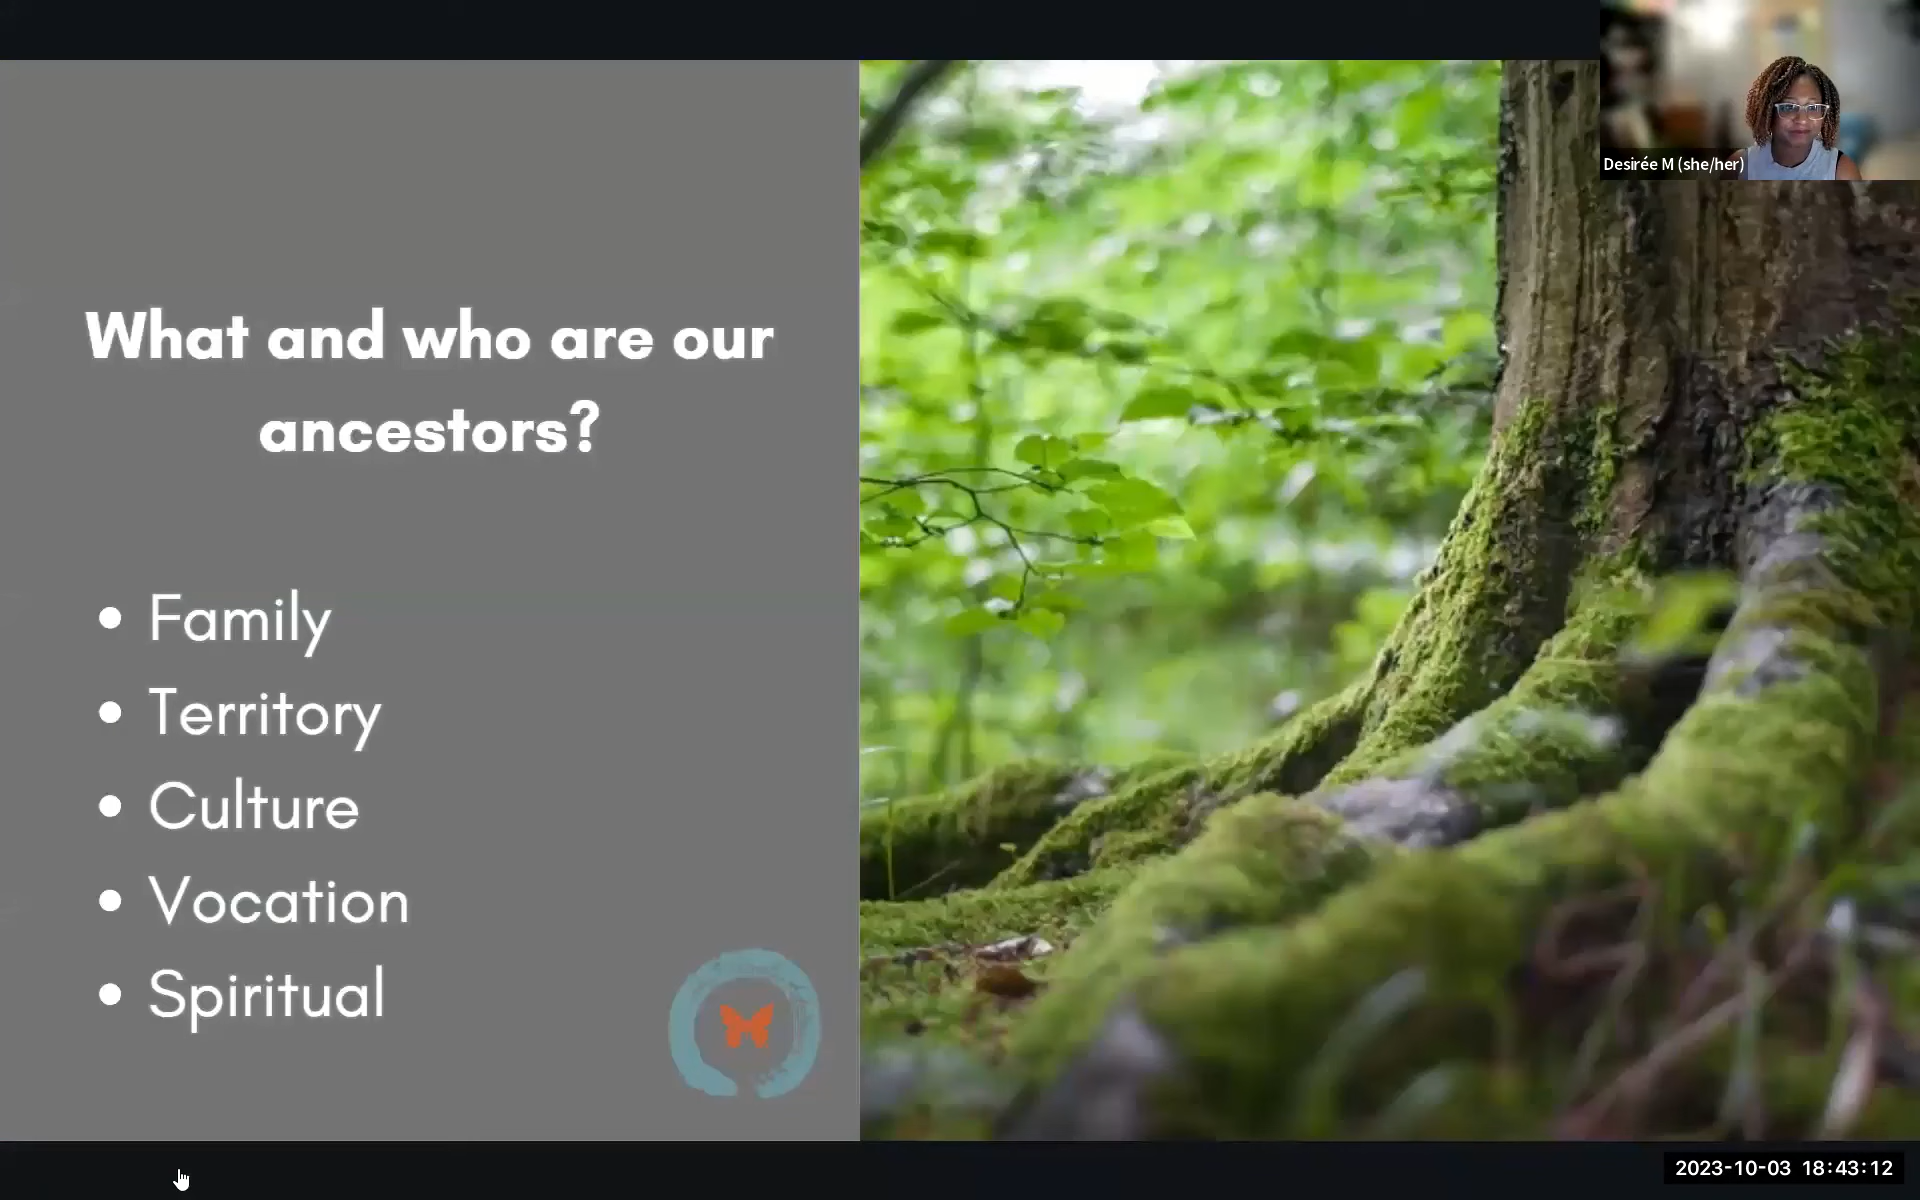 What and who are our
ancestors?
• Family
• Territory
• Culture
• Vocation
• Spiritual
Desirée M (she/her)
2023-10-03 18:43:12